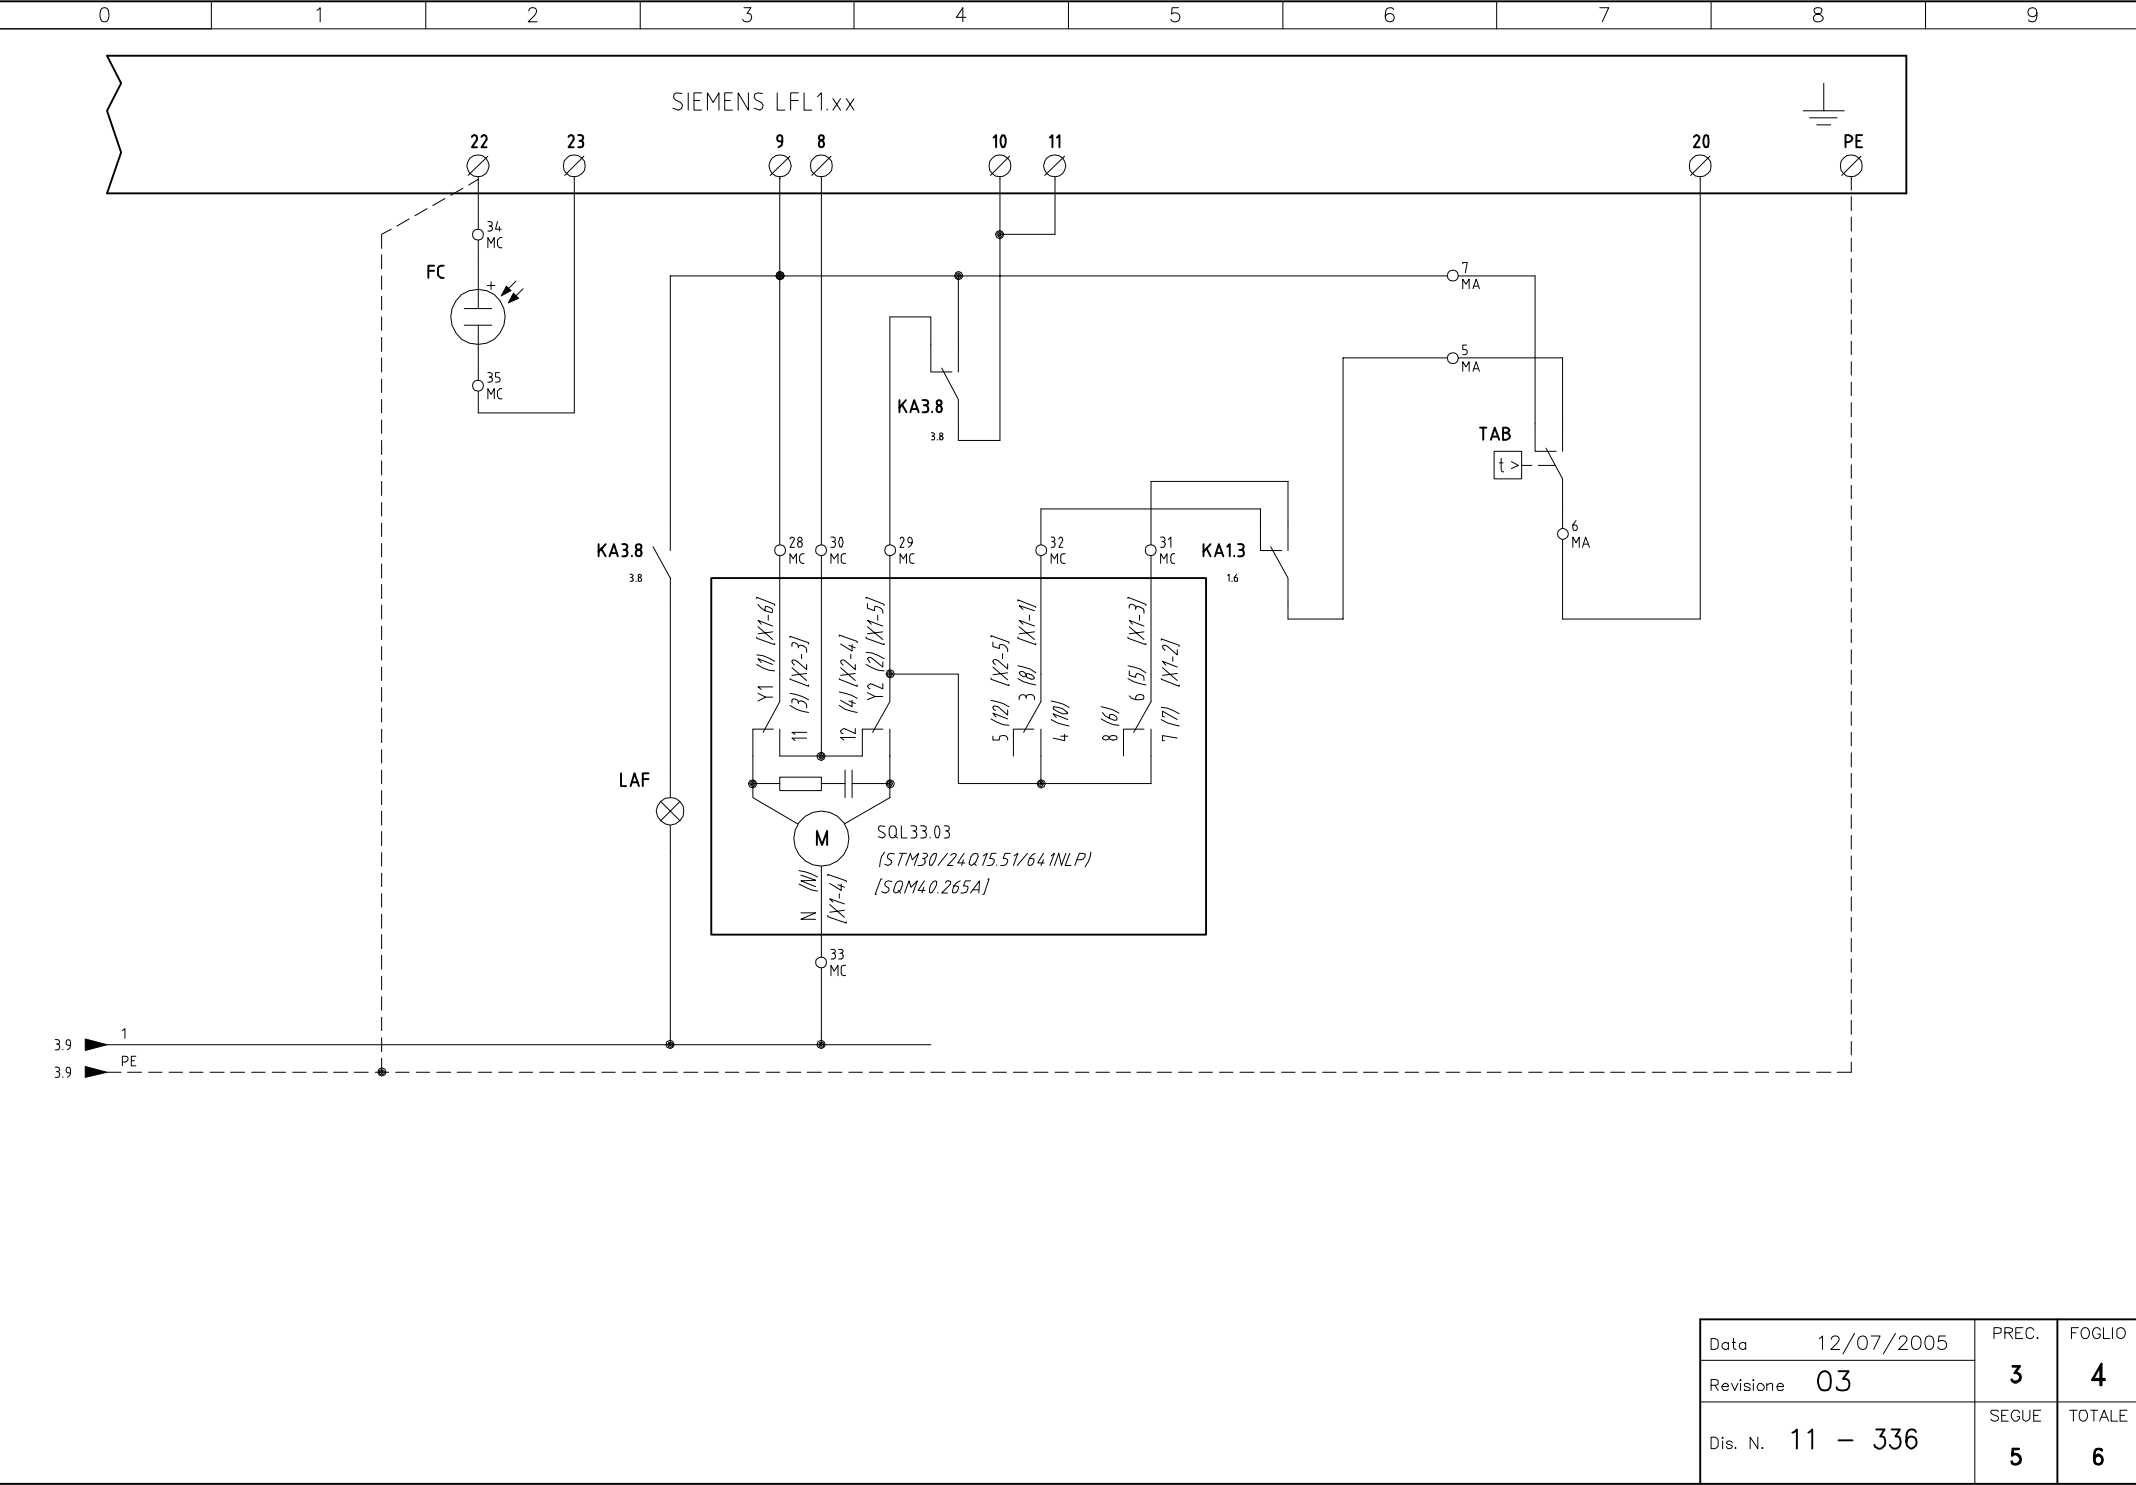 0 1 2 3 4 5 6 7 8 9
SIEMENS LFL1.xx
22 23 9 8 10 11 20 PE
34
MC
FC
+
35
MC
7
MA
5
MA
KA3.8
3.8
TAB
t >
6
MA
KA3.8
3.8
28
MC
30
MC
29
MC
32
MC
31
MC
KA1.3
1.6
Y1 (1) [X1-6]
11 (3) [X2-3]
12 (4) [X2-4]
Y2 (2) [X1-5]
5 (12) [X2-5]
3 (8) [X1-1]
4 (10)
8 (6)
6 (5) [X1-3]
7 (7) [X1-2]
LAF
M
SQL33.03
(STM30/24Q15.51/641NLP)
[SQM40.265A]
N (N)
[X1-4]
33
MC
3.9 1
3.9 PE
Data 12/07/2005
Revisione 03
Dis. N. 11 - 336
PREC.
3
FOGLIO
4
SEGUE
5
TOTALE
6